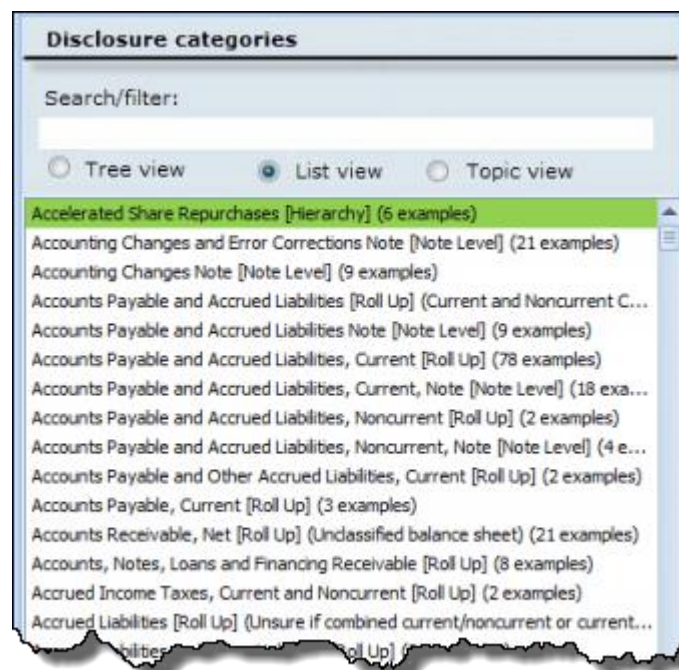 Disclosure categories
Search/filter:
Tree view List view Topic view
Accelerated Share Repurchases [Hierarchy] (6 examples)
Accounting Changes and Error Corrections Note [Note Level] (21 examples)
Accounting Changes Note [Note Level] (9 examples)
Accounts Payable and Accrued Liabilities [Roll Up] (Current and Noncurrent C...
Accounts Payable and Accrued Liabilities Note [Note Level] (9 examples)
Accounts Payable and Accrued Liabilities, Current [Roll Up] (78 examples)
Accounts Payable and Accrued Liabilities, Current, Note [Note Level] (18 exa...
Accounts Payable and Accrued Liabilities, Noncurrent [Roll Up] (2 examples)
Accounts Payable and Accrued Liabilities, Noncurrent, Note [Note Level] (4 e...
Accounts Payable and Other Accrued Liabilities, Current [Roll Up] (2 examples)
Accounts Payable, Current [Roll Up] (3 examples)
Accounts Receivable, Net [Roll Up] (Unclassified balance sheet) (21 examples)
Accounts, Notes, Loans and Financing Receivable [Roll Up] (8 examples)
Accrued Income Taxes, Current and Noncurrent [Roll Up] (2 examples)
Accrued Liabilities [Roll Up] (Unsure if combined current/noncurrent or current...